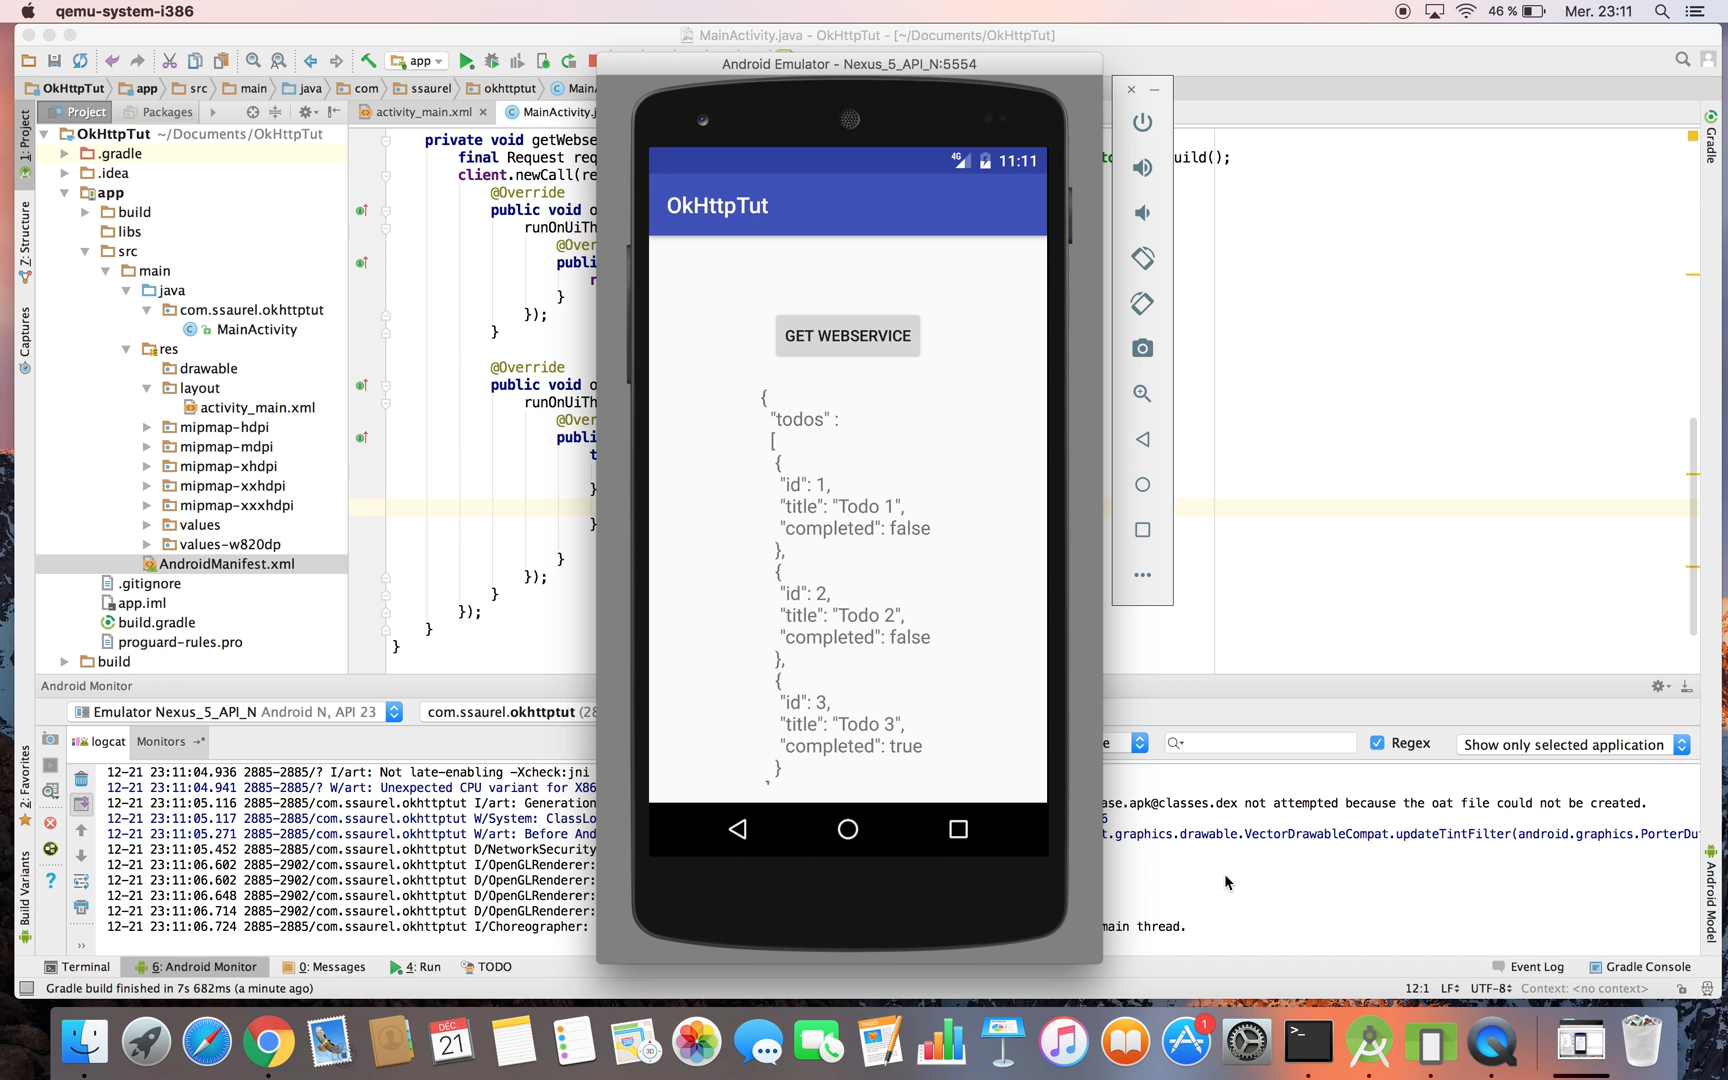 qemu-system-i386
46 %
Mer. 23:11
MainActivity.java - OkHttpTut - [~/Documents/OkHttpTut]
app
Android Emulator - Nexus_5_API_N:5554
OkHttpTut
app
src
main
java
com
ssaurel
okhttptut
Project
Packages
activity_main.xml
MainActivity.j
1: Project
Z: Structure
Captures
2: Favorites
Build Variants
Gradle
Android Model
OkHttpTut ~/Documents/OkHttpTut
.gradle
.idea
app
build
libs
src
main
java
com.ssaurel.okhttptut
MainActivity
res
drawable
layout
activity_main.xml
mipmap-hdpi
mipmap-mdpi
mipmap-xhdpi
mipmap-xxhdpi
mipmap-xxxhdpi
values
values-w820dp
AndroidManifest.xml
.gitignore
app.iml
build.gradle
proguard-rules.pro
build
private void getWebse
final Request req
uild();
client.newCall(re
@Override
public void o
runOnUiTh
@Over
publi
r
}
});
}
@Override
public void o
runOnUiTh
@Over
publi
t
}
}
}
});
}
});
}
}
4G
11:11
OkHttpTut
GET WEBSERVICE
{
"todos" :
[
{
"id": 1,
"title": "Todo 1",
"completed": false
},
{
"id": 2,
"title": "Todo 2",
"completed": false
},
{
"id": 3,
"title": "Todo 3",
"completed": true
}
Android Monitor
Emulator Nexus_5_API_N Android N, API 23
com.ssaurel.okhttptut (28
logcat
Monitors
e
Regex
Show only selected application
12-21 23:11:04.936 2885-2885/? I/art: Not late-enabling -Xcheck:jni
12-21 23:11:04.941 2885-2885/? W/art: Unexpected CPU variant for X86
12-21 23:11:05.116 2885-2885/com.ssaurel.okhttptut I/art: Generation
ase.apk@classes.dex not attempted because the oat file could not be created.
12-21 23:11:05.117 2885-2885/com.ssaurel.okhttptut W/System: ClassLo
6
12-21 23:11:05.271 2885-2885/com.ssaurel.okhttptut W/art: Before And
t.graphics.drawable.VectorDrawableCompat.updateTintFilter(android.graphics.PorterDu
12-21 23:11:05.452 2885-2885/com.ssaurel.okhttptut D/NetworkSecurity
12-21 23:11:06.602 2885-2902/com.ssaurel.okhttptut I/OpenGLRenderer:
12-21 23:11:06.602 2885-2902/com.ssaurel.okhttptut D/OpenGLRenderer:
12-21 23:11:06.648 2885-2902/com.ssaurel.okhttptut D/OpenGLRenderer:
12-21 23:11:06.714 2885-2902/com.ssaurel.okhttptut D/OpenGLRenderer:
12-21 23:11:06.724 2885-2885/com.ssaurel.okhttptut I/Choreographer:
main thread.
Terminal
6: Android Monitor
0: Messages
4: Run
TODO
Event Log
Gradle Console
Gradle build finished in 7s 682ms (a minute ago)
12:1
LF
UTF-8
Context: <no context>
DÉC.
21
3D
PAGES
1